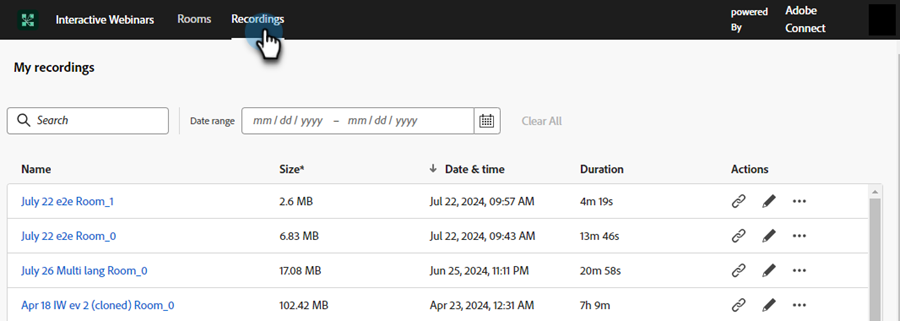 Interactive Webinars Rooms Recordings powered By Adobe Connect
My recordings
Search Date range mm / dd / yyyy – mm / dd / yyyy Clear All
Name Size* Date & time Duration Actions
July 22 e2e Room_1 2.6 MB Jul 22, 2024, 09:57 AM 4m 19s
July 22 e2e Room_0 6.83 MB Jul 22, 2024, 09:43 AM 13m 46s
July 26 Multi lang Room_0 17.08 MB Jun 25, 2024, 11:11 PM 20m 58s
Apr 18 IW ev 2 (cloned) Room_0 102.42 MB Apr 23, 2024, 12:31 AM 7h 9m